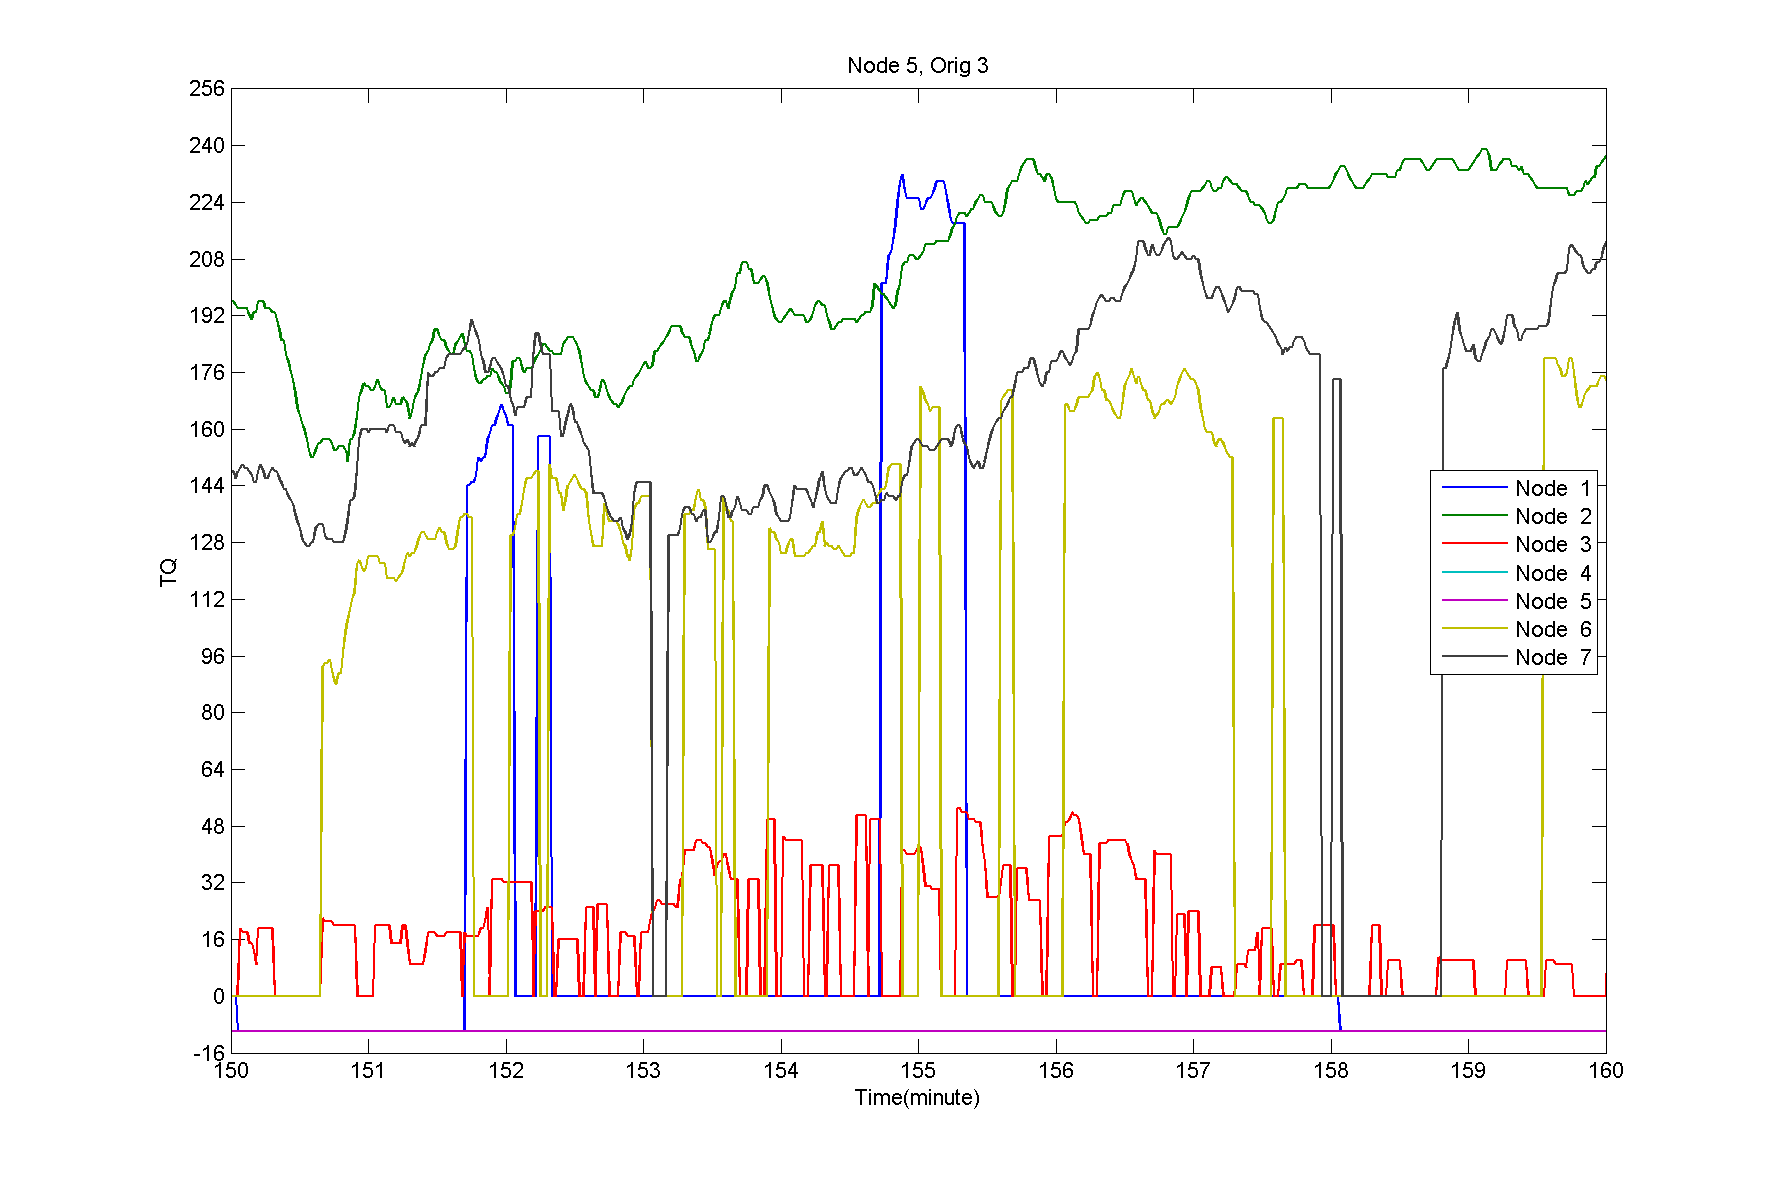 Node 5, Orig 3
256
240
224
208
192
176
160
144
128
112
96
80
64
48
32
16
0
-16
TQ
150 151 152 153 154 155 156 157 158 159 160
Time(minute)
Node 1
Node 2
Node 3
Node 4
Node 5
Node 6
Node 7